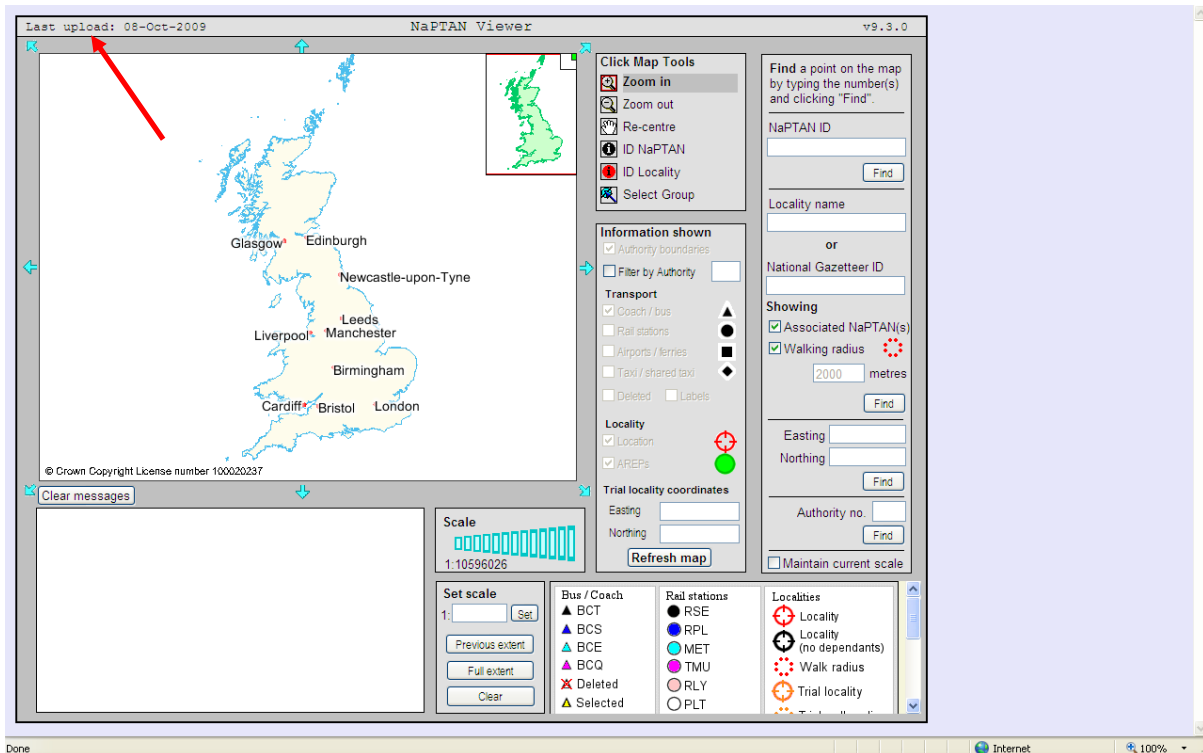 Last upload: 08-Oct-2009
NaPTAN Viewer
v9.3.0
Glasgow
Edinburgh
Newcastle-upon-Tyne
Leeds
Liverpool
Manchester
Birmingham
Cardiff
Bristol
London
© Crown Copyright License number 100020237
Clear messages
Click Map Tools
Zoom in
Zoom out
Re-centre
ID NaPTAN
ID Locality
Select Group
Information shown
Authority boundaries
Filter by Authority
Transport
Coach / bus
Rail stations
Airports / ferries
Taxi / shared taxi
Deleted Labels
Locality
Location
AREPs
Trial locality coordinates
Easting
Northing
Refresh map
Find a point on the map
by typing the number(s)
and clicking "Find".
NaPTAN ID
Find
Locality name
or
National Gazetteer ID
Showing
Associated NaPTAN(s)
Walking radius
2000 metres
Find
Easting
Northing
Find
Authority no.
Find
Maintain current scale
Scale
1:10596026
Set scale
1: Set
Previous extent
Full extent
Clear
Bus / Coach
BCT
BCS
BCE
BCQ
Deleted
Selected
Rail stations
RSE
RPL
MET
TMU
RLY
PLT
Localities
Locality
Locality
(no dependants)
Walk radius
Trial locality
Done
Internet
100%